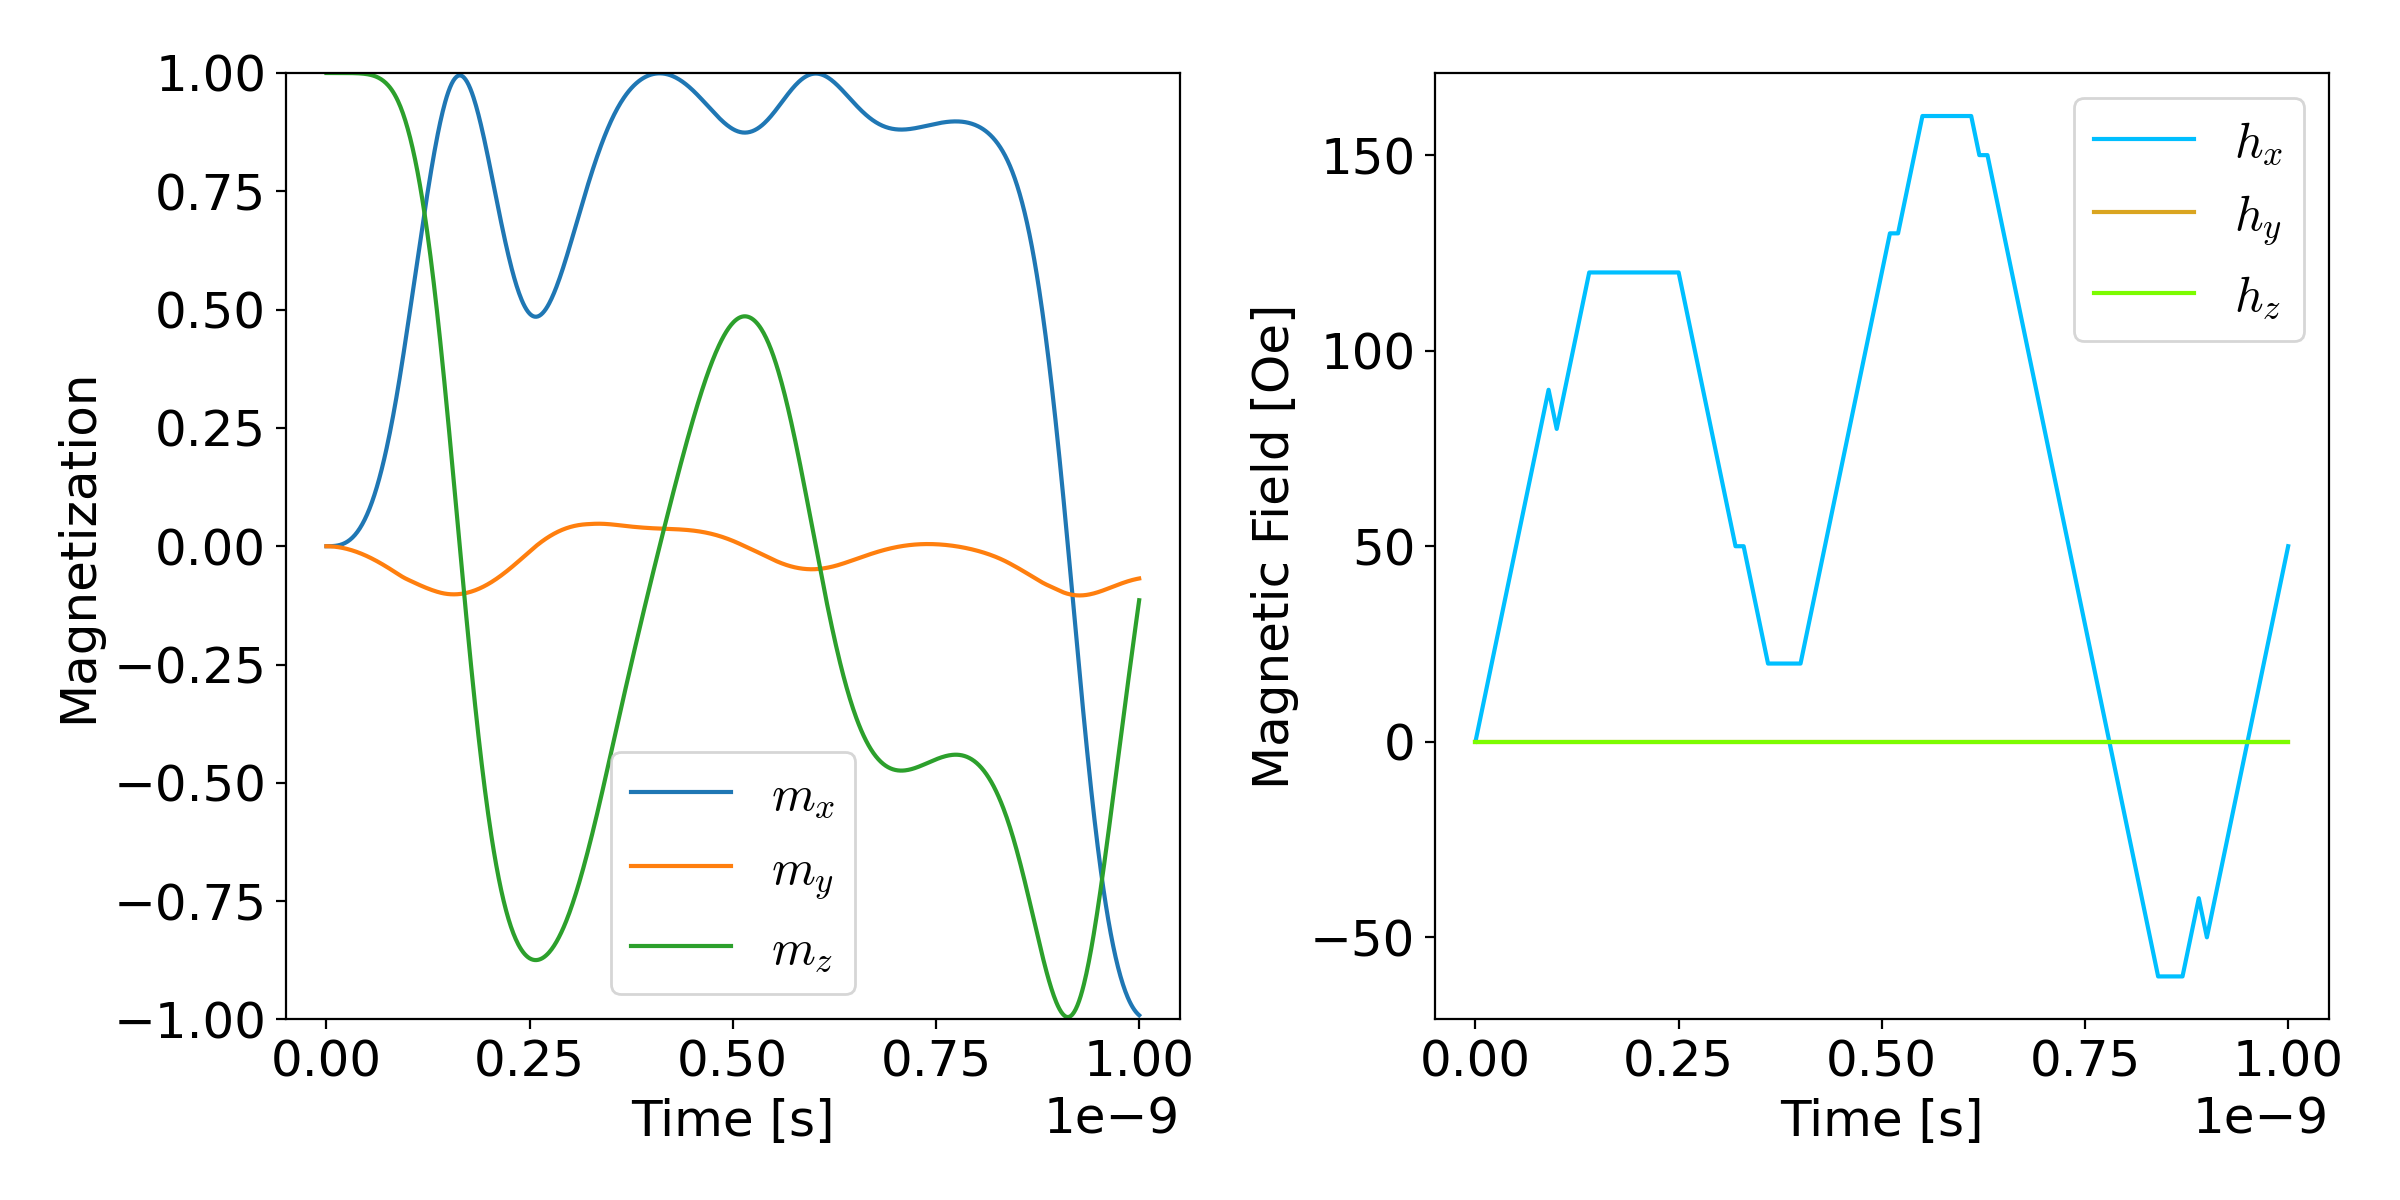 1.00
0.75
0.50
0.25
0.00
−0.25
−0.50
−0.75
−1.00
Magnetization
m_x
m_y
m_z
0.00 0.25 0.50 0.75 1.00
Time [s]
1e−9
150
100
50
0
−50
Magnetic Field [Oe]
h_x
h_y
h_z
0.00 0.25 0.50 0.75 1.00
Time [s]
1e−9